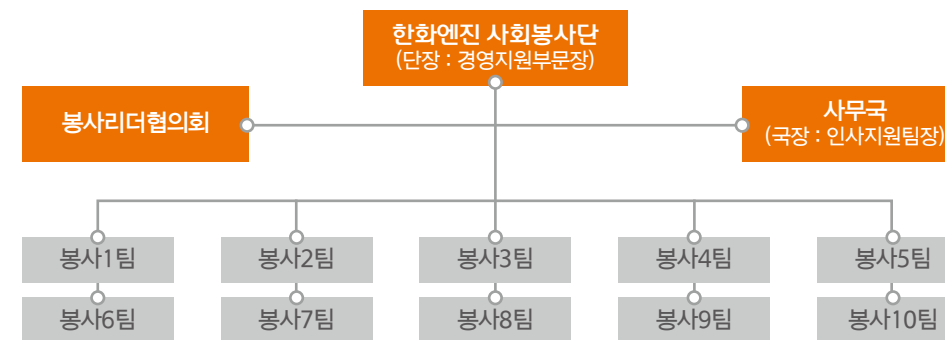 한화엔진 사회봉사단
(단장 : 경영지원부문장)
봉사리더협의회
사무국
(국장 : 인사지원팀장)
봉사1팀
봉사2팀
봉사3팀
봉사4팀
봉사5팀
봉사6팀
봉사7팀
봉사8팀
봉사9팀
봉사10팀